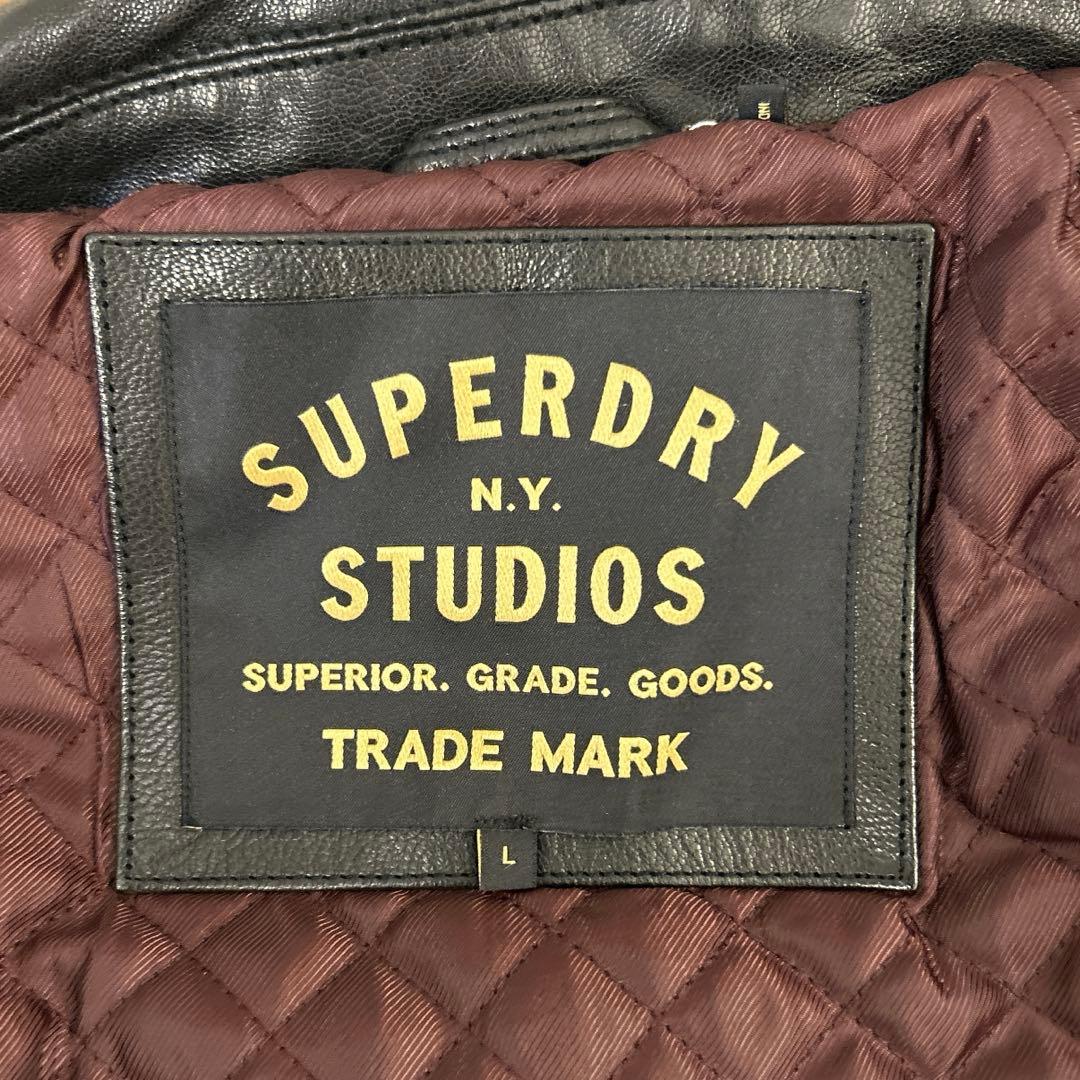 SUPERDRY
N.Y.
STUDIOS
SUPERIOR. GRADE. GOODS.
TRADE MARK
L